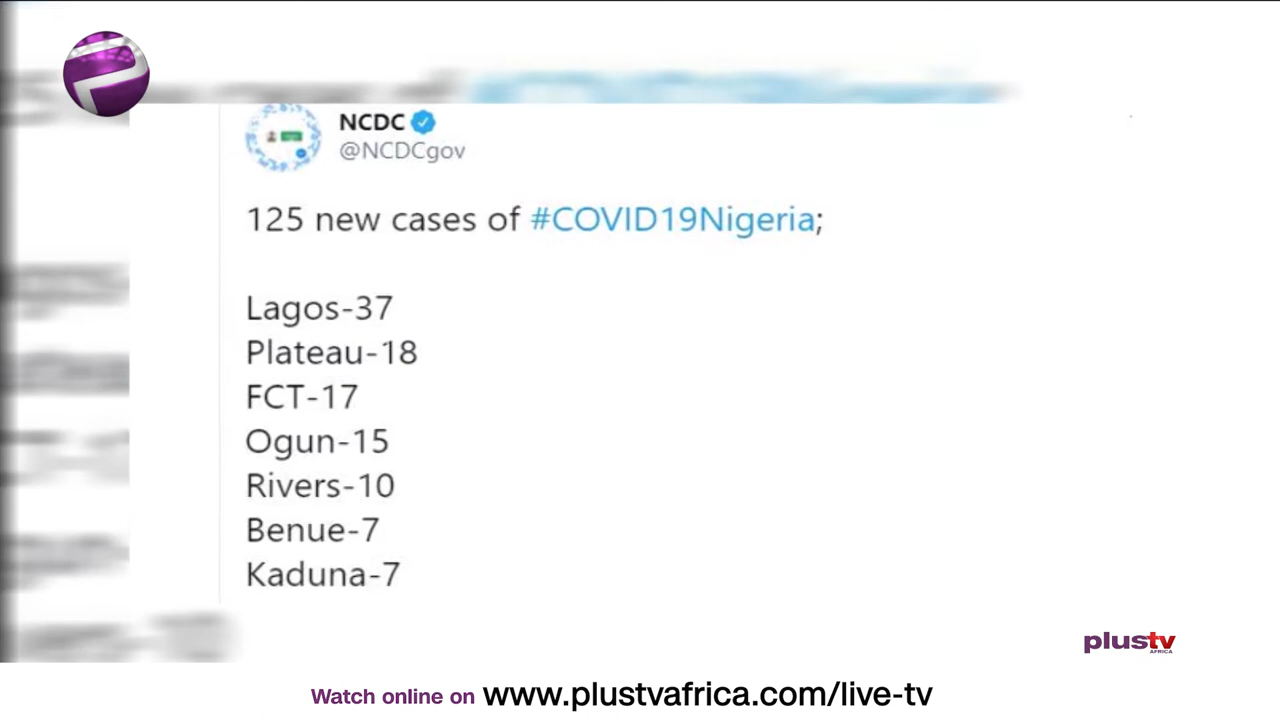 NCDC
@NCDCgov
125 new cases of #COVID19Nigeria;
Lagos-37
Plateau-18
FCT-17
Ogun-15
Rivers-10
Benue-7
Kaduna-7
plustv
AFRICA
Watch online on www.plustvafrica.com/live-tv